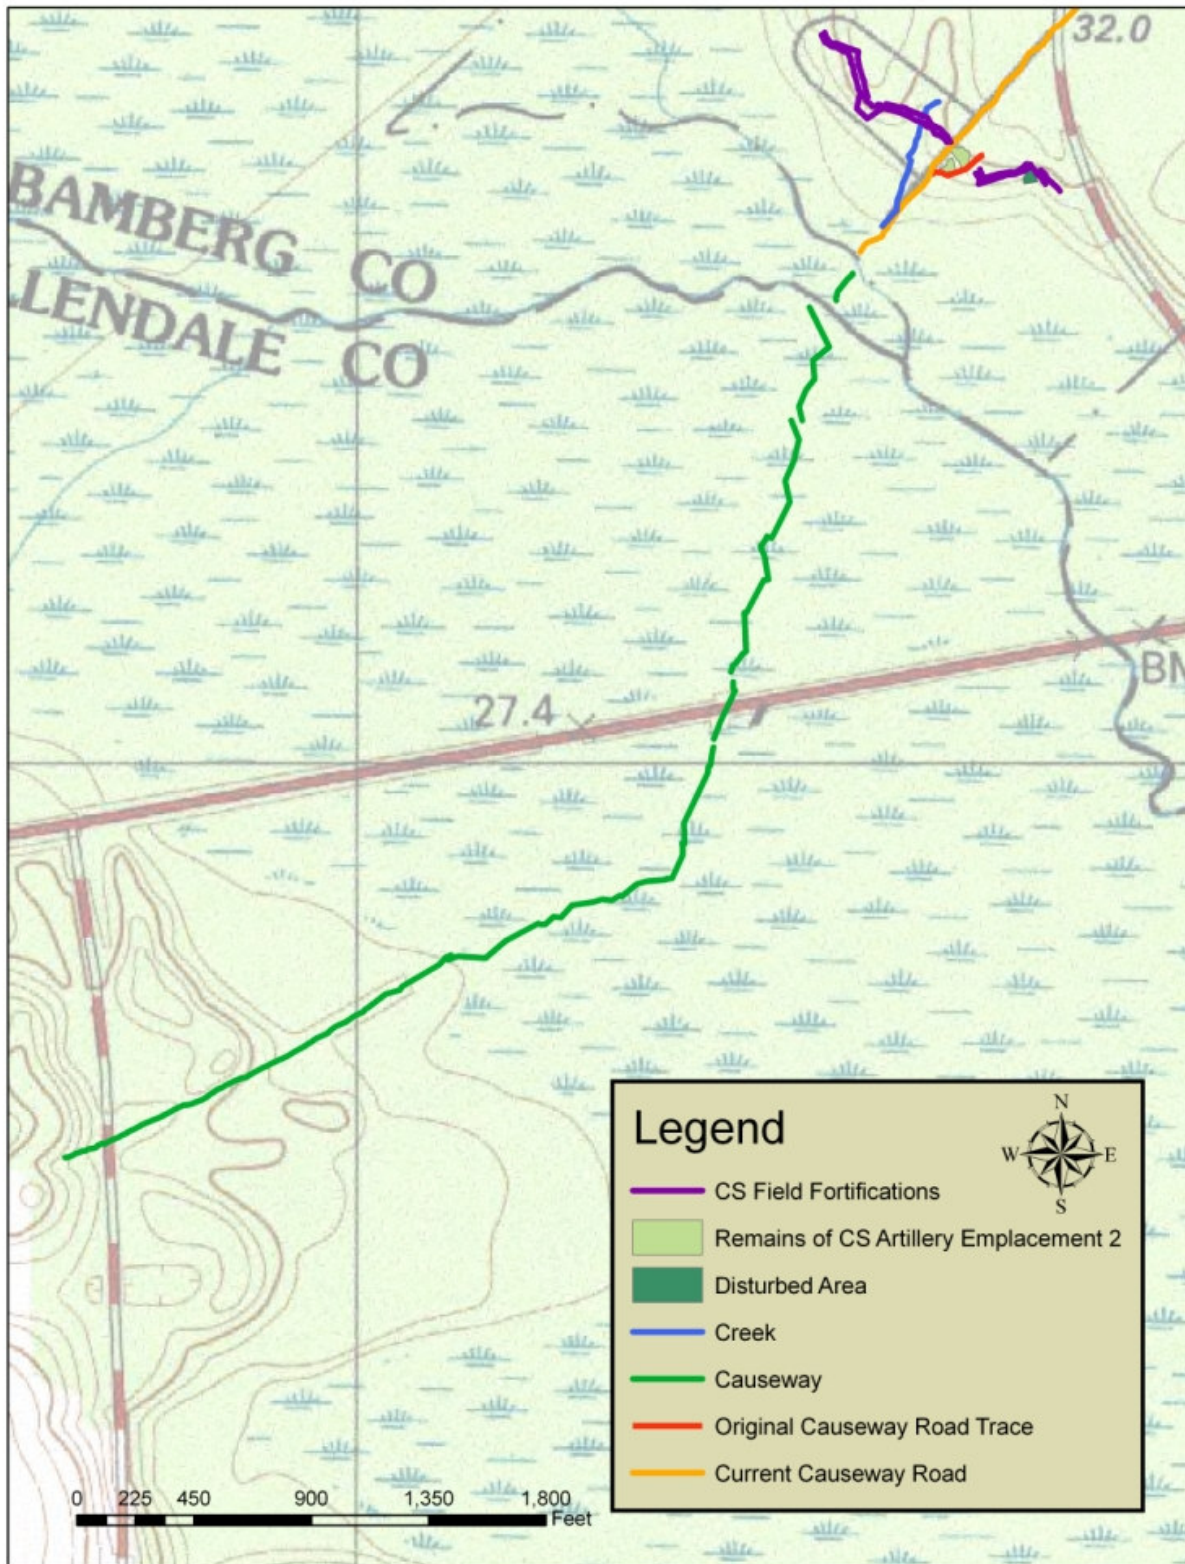 32.0
BAMBERG CO
LLENDALE CO
27.4
BM
Legend
N
W E
S
CS Field Fortifications
Remains of CS Artillery Emplacement 2
Disturbed Area
Creek
Causeway
Original Causeway Road Trace
Current Causeway Road
0 225 450 900 1,350 1,800
Feet